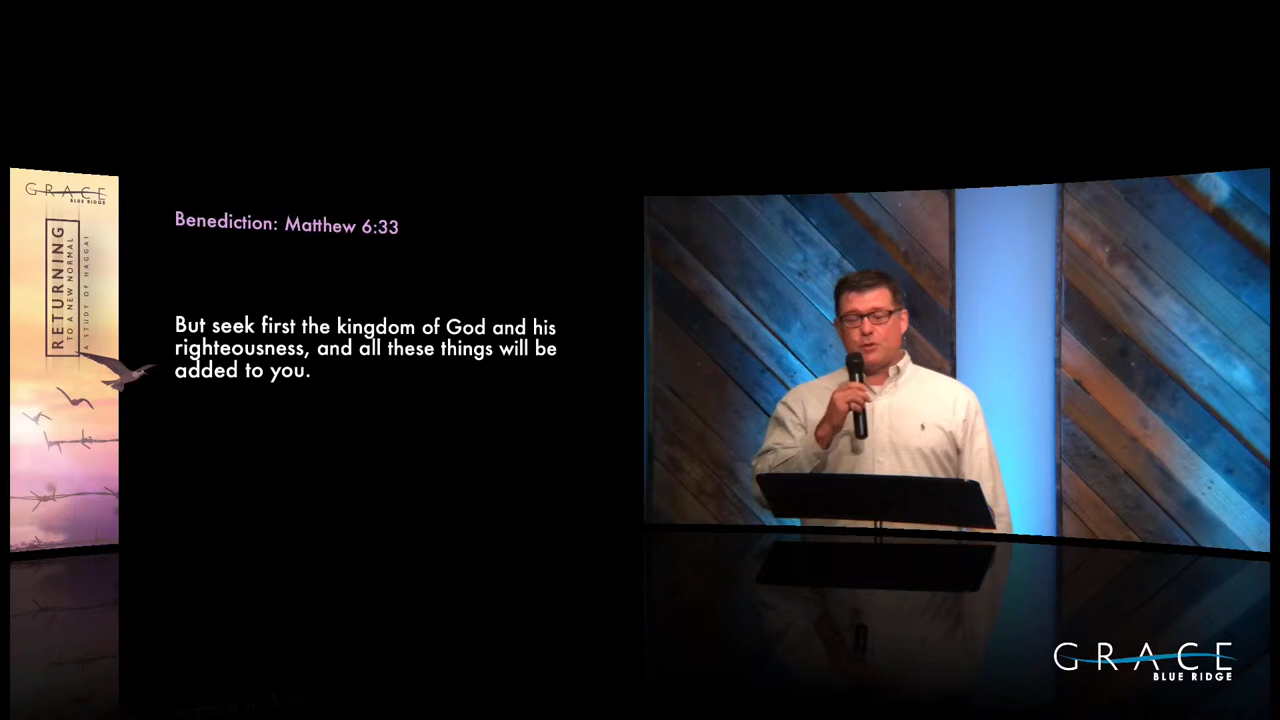 GRACE
BLUE RIDGE
RETURNING
TO A NEW NORMAL
A STUDY OF HAGGAI
Benediction: Matthew 6:33
But seek first the kingdom of God and his
righteousness, and all these things will be
added to you.
GRACE
BLUE RIDGE